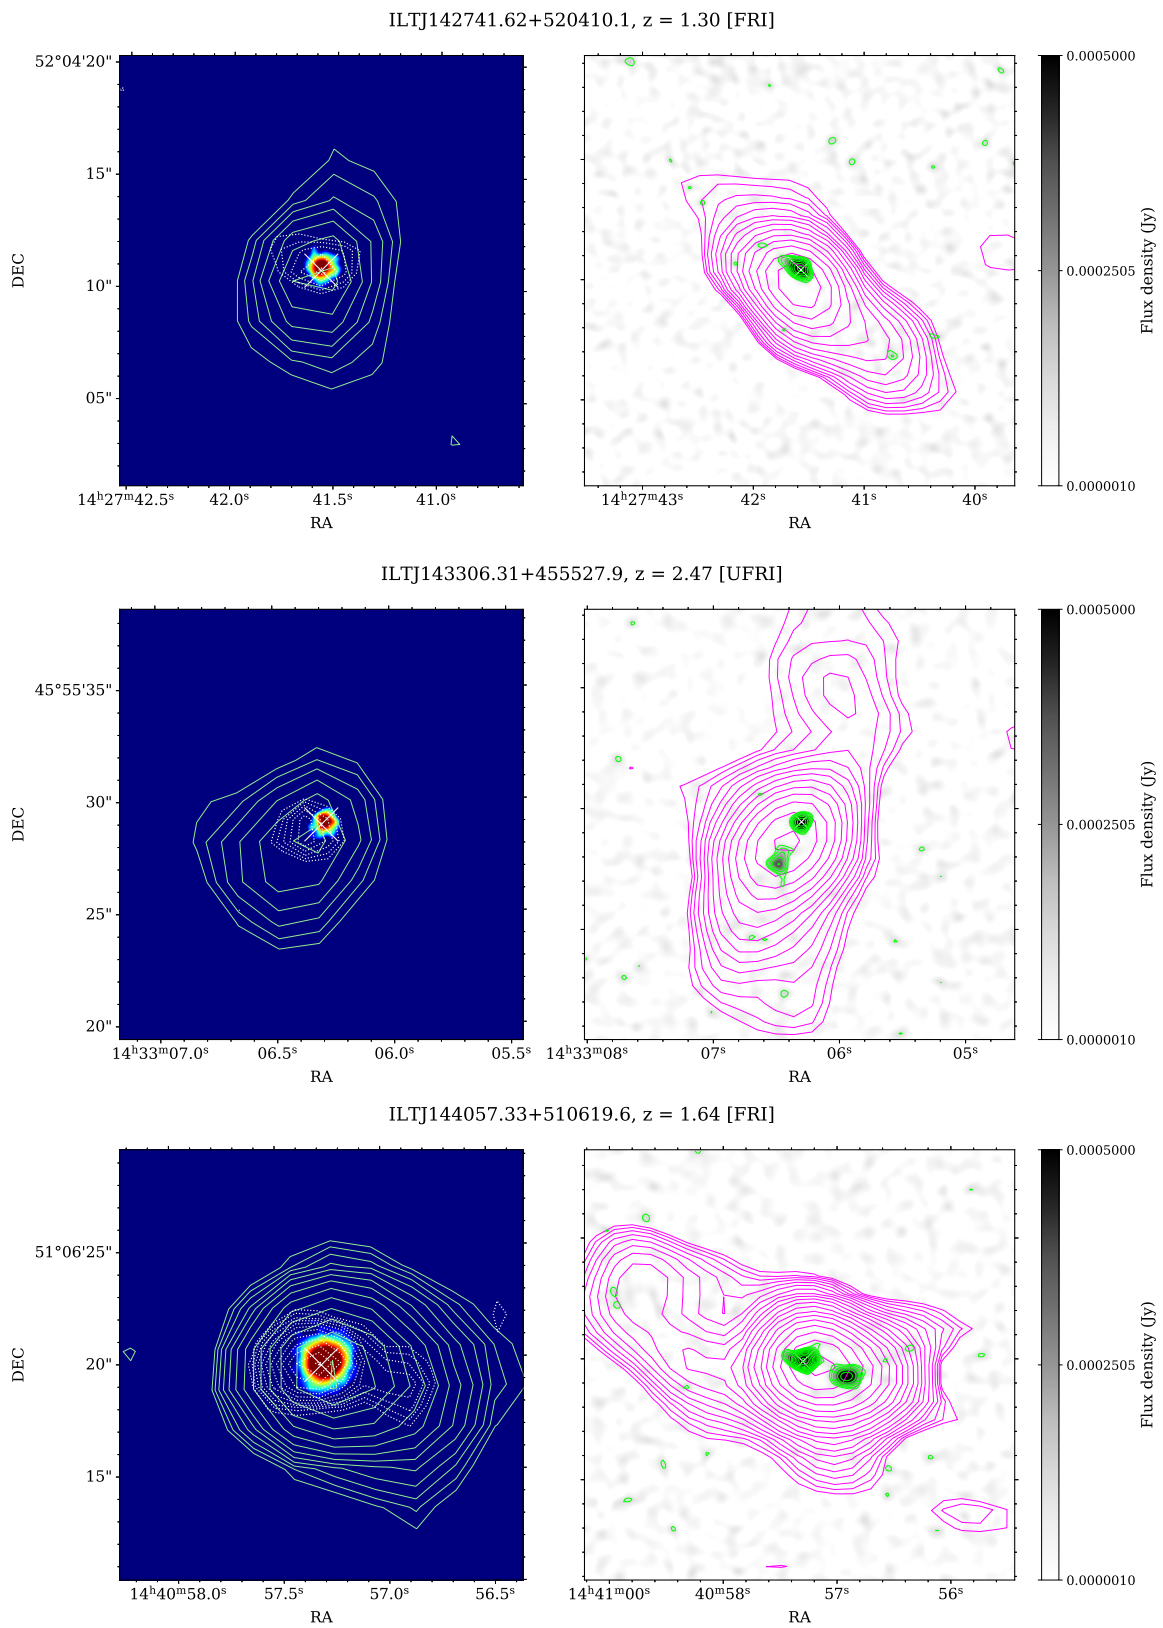 ILTJ142741.62+520410.1, z = 1.30 [FRI]
52°04'20"
15"
10"
05"
DEC
14ʰ27ᵐ42.5ˢ 42.0ˢ 41.5ˢ 41.0ˢ
RA
14ʰ27ᵐ43ˢ 42ˢ 41ˢ 40ˢ
RA
0.0005000
0.0002505
0.0000010
Flux density (Jy)
ILTJ143306.31+455527.9, z = 2.47 [UFRI]
45°55'35"
30"
25"
20"
DEC
14ʰ33ᵐ07.0ˢ 06.5ˢ 06.0ˢ 05.5ˢ
RA
14ʰ33ᵐ08ˢ 07ˢ 06ˢ 05ˢ
RA
0.0005000
0.0002505
0.0000010
Flux density (Jy)
ILTJ144057.33+510619.6, z = 1.64 [FRI]
51°06'25"
20"
15"
DEC
14ʰ40ᵐ58.0ˢ 57.5ˢ 57.0ˢ 56.5ˢ
RA
14ʰ41ᵐ00ˢ 40ᵐ58ˢ 57ˢ 56ˢ
RA
0.0005000
0.0002505
0.0000010
Flux density (Jy)